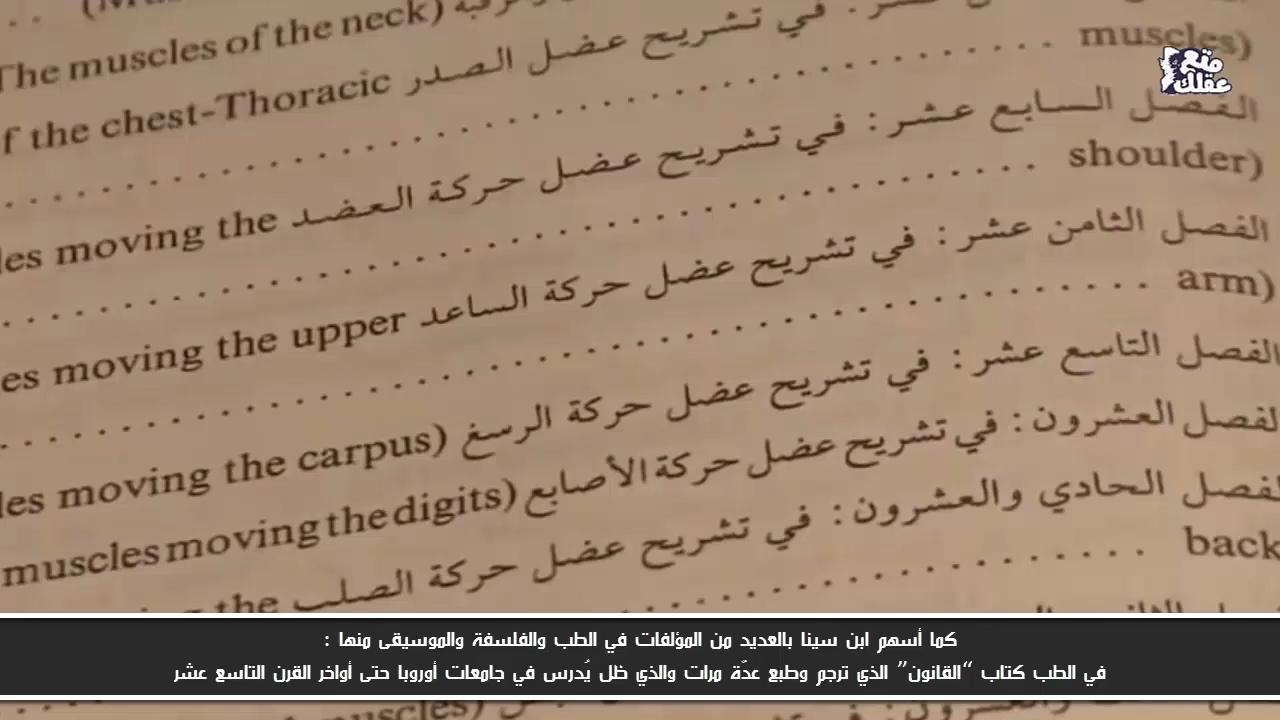 The muscles of the neck)
في تشريح عضل الصدر of the chest-Thoracic
muscles)
متع عقلك
الفصل السابع عشر : في تشريح عضل حركة العضد moving the
shoulder)
الفصل الثامن عشر : في تشريح عضل حركة الساعد moving the upper
arm)
الفصل التاسع عشر : في تشريح عضل حركة الرسغ (moving the carpus
الفصل العشرون : في تشريح عضل حركة الأصابع (muscles moving the digits
الفصل الحادي والعشرون : في تشريح عضل حركة الصلب the
back
كما أسهم ابن سينا بالعديد من المؤلفات في الطب والفلسفة والموسيقى منها :
في الطب كتاب “القانون” الذي ترجم وطبع عدّة مرات والذي ظل يُدرس في جامعات أوروبا حتى أواخر القرن التاسع عشر